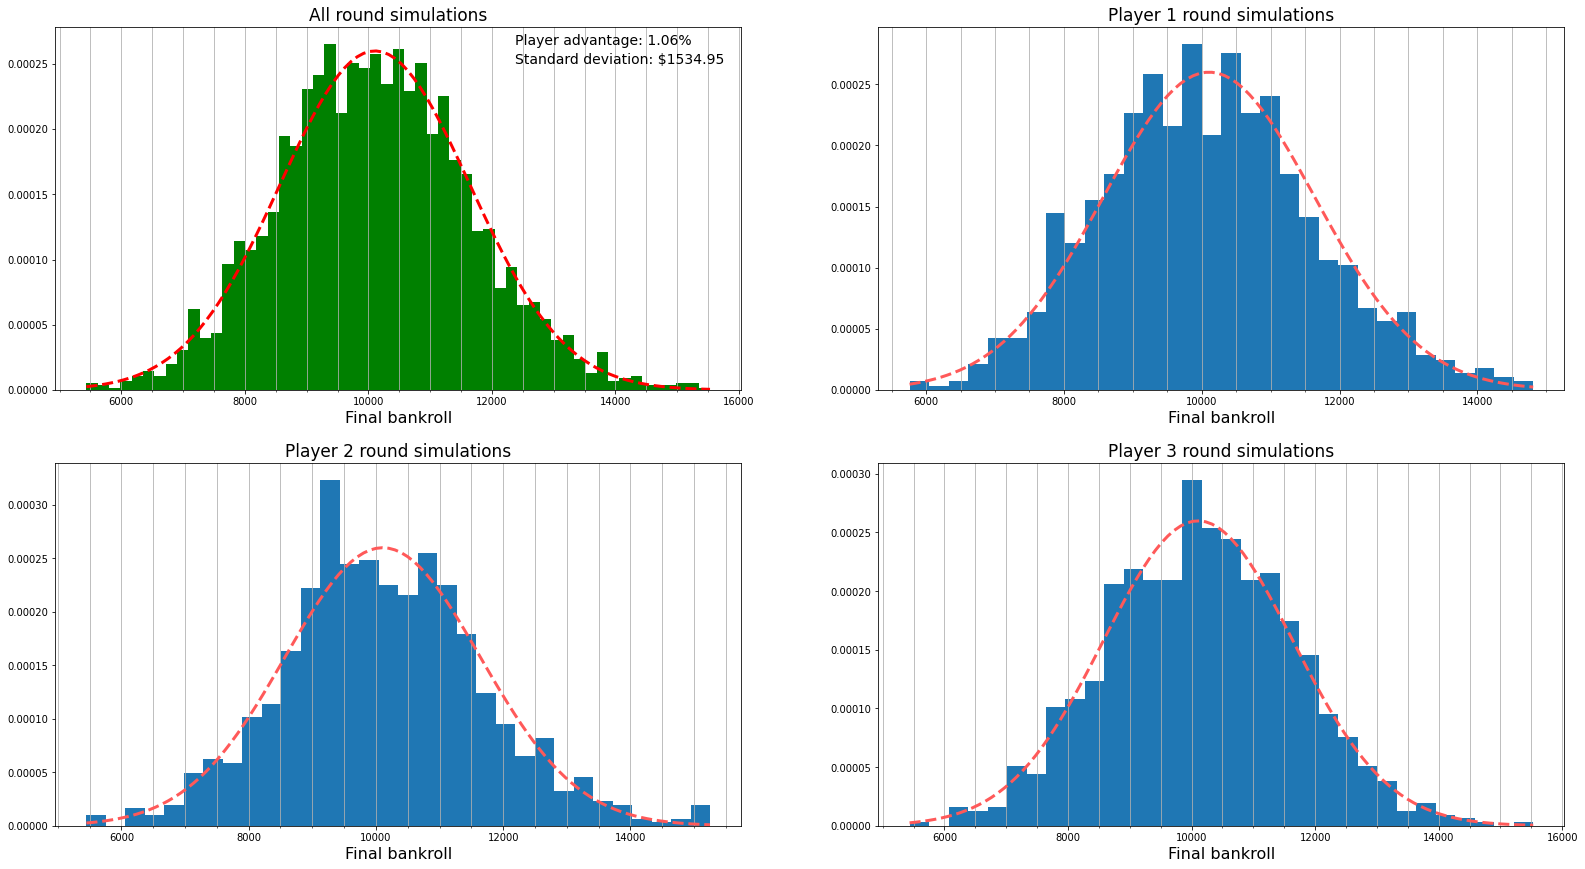 All round simulations
Player advantage: 1.06%
Standard deviation: $1534.95
0.00025
0.00020
0.00015
0.00010
0.00005
0.00000
6000 8000 10000 12000 14000 16000
Final bankroll
Player 1 round simulations
0.00025
0.00020
0.00015
0.00010
0.00005
0.00000
6000 8000 10000 12000 14000
Final bankroll
Player 2 round simulations
0.00030
0.00025
0.00020
0.00015
0.00010
0.00005
0.00000
6000 8000 10000 12000 14000
Final bankroll
Player 3 round simulations
0.00030
0.00025
0.00020
0.00015
0.00010
0.00005
0.00000
6000 8000 10000 12000 14000 16000
Final bankroll